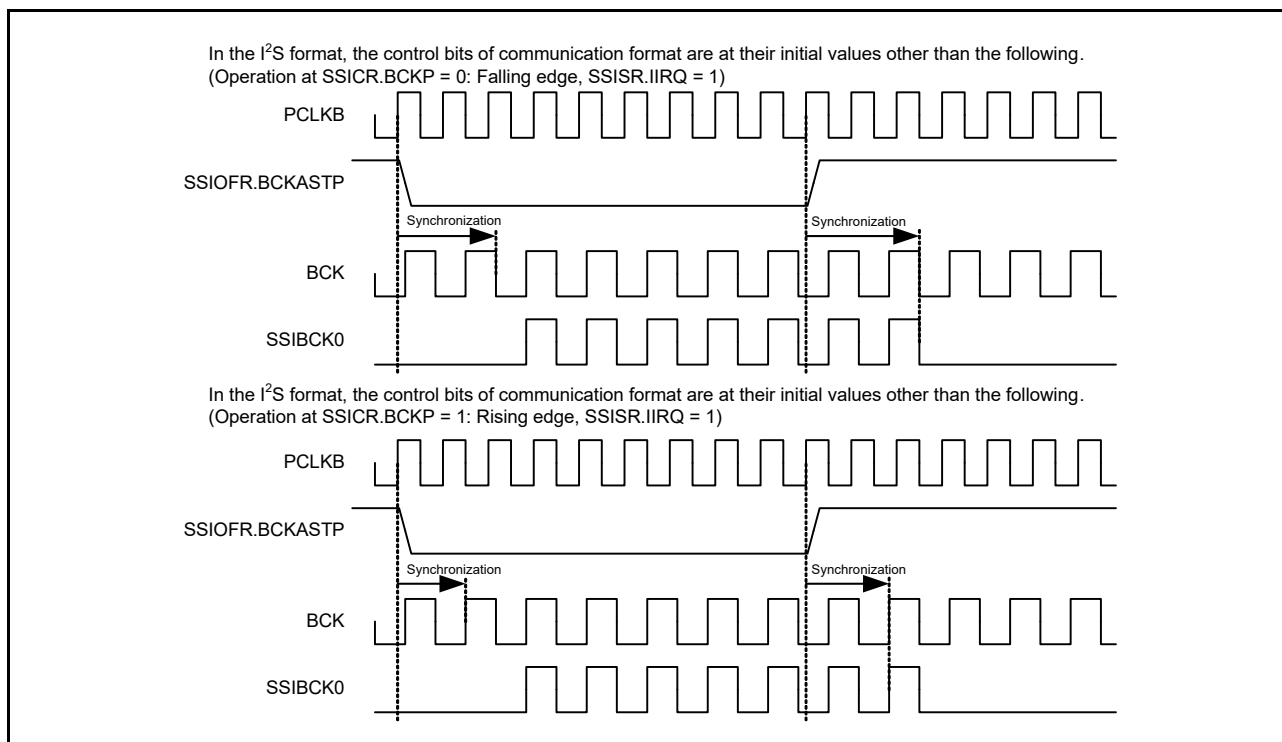 In the I²S format, the control bits of communication format are at their initial values other than the following.
(Operation at SSICR.BCKP = 0: Falling edge, SSISR.IIRQ = 1)
PCLKB
SSIOFR.BCKASTP
Synchronization Synchronization
BCK
SSIBCK0
In the I²S format, the control bits of communication format are at their initial values other than the following.
(Operation at SSICR.BCKP = 1: Rising edge, SSISR.IIRQ = 1)
PCLKB
SSIOFR.BCKASTP
Synchronization Synchronization
BCK
SSIBCK0